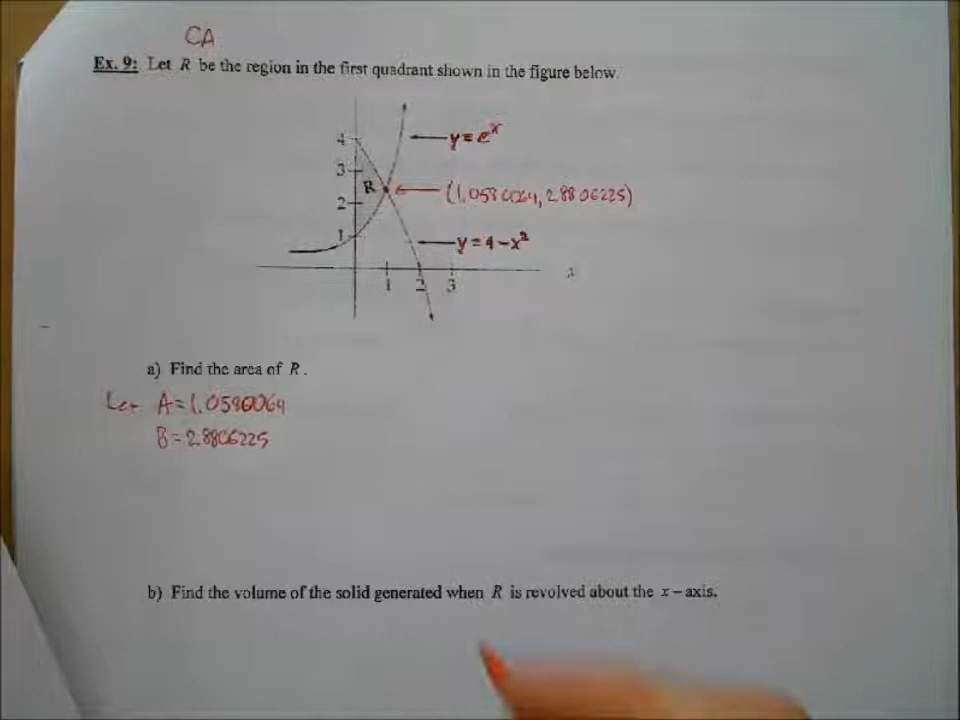 CA
Ex. 9: Let R be the region in the first quadrant shown in the figure below.
4
y = e^x
3
R
(1.0580064, 2.8806225)
2
1
y = 4 - x²
1 2 3
x
a) Find the area of R.
Let A = 1.0580064
B = 2.8806225
b) Find the volume of the solid generated when R is revolved about the x-axis.